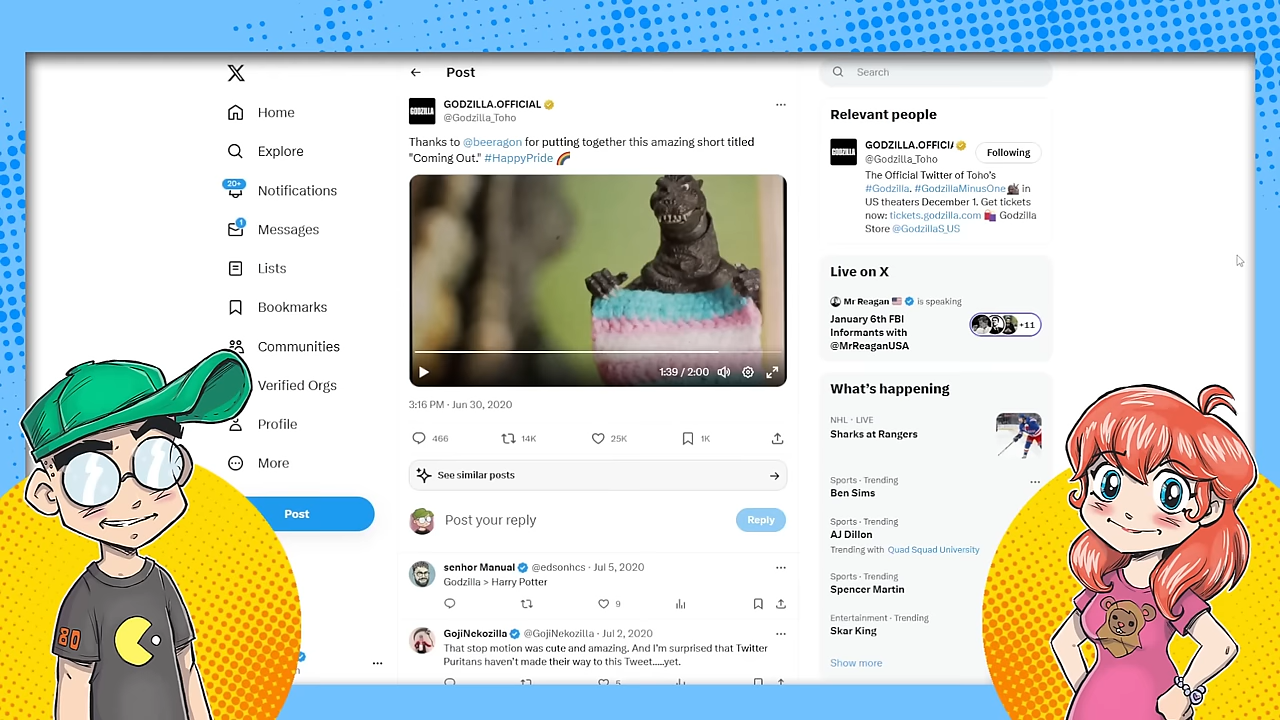 Home
Explore
20+
Notifications
1
Messages
Lists
Bookmarks
Communities
Verified Orgs
Profile
More
Post
80
Post
GODZILLA
GODZILLA.OFFICIAL
@Godzilla_Toho
Thanks to @beeragon for putting together this amazing short titled
"Coming Out." #HappyPride
1:39 / 2:00
3:16 PM · Jun 30, 2020
466
14K
25K
1K
See similar posts
Post your reply
Reply
senhor Manual @edsonhcs · Jul 5, 2020
Godzilla > Harry Potter
9
GojiNekozilla @GojiNekozilla · Jul 2, 2020
That stop motion was cute and amazing. And I'm surprised that Twitter
Puritans haven't made their way to this Tweet.....yet.
5
Search
Relevant people
GODZILLA
GODZILLA.OFFICIA
@Godzilla_Toho
Following
The Official Twitter of Toho's
#Godzilla. #GodzillaMinusOne in
US theaters December 1. Get tickets
now: tickets.godzilla.com Godzilla
Store @GodzillaS_US
Live on X
Mr Reagan is speaking
January 6th FBI
Informants with
@MrReaganUSA
+11
What's happening
NHL · LIVE
Sharks at Rangers
Sports · Trending
Ben Sims
Sports · Trending
AJ Dillon
Trending with Quad Squad University
Sports · Trending
Spencer Martin
Entertainment · Trending
Skar King
Show more